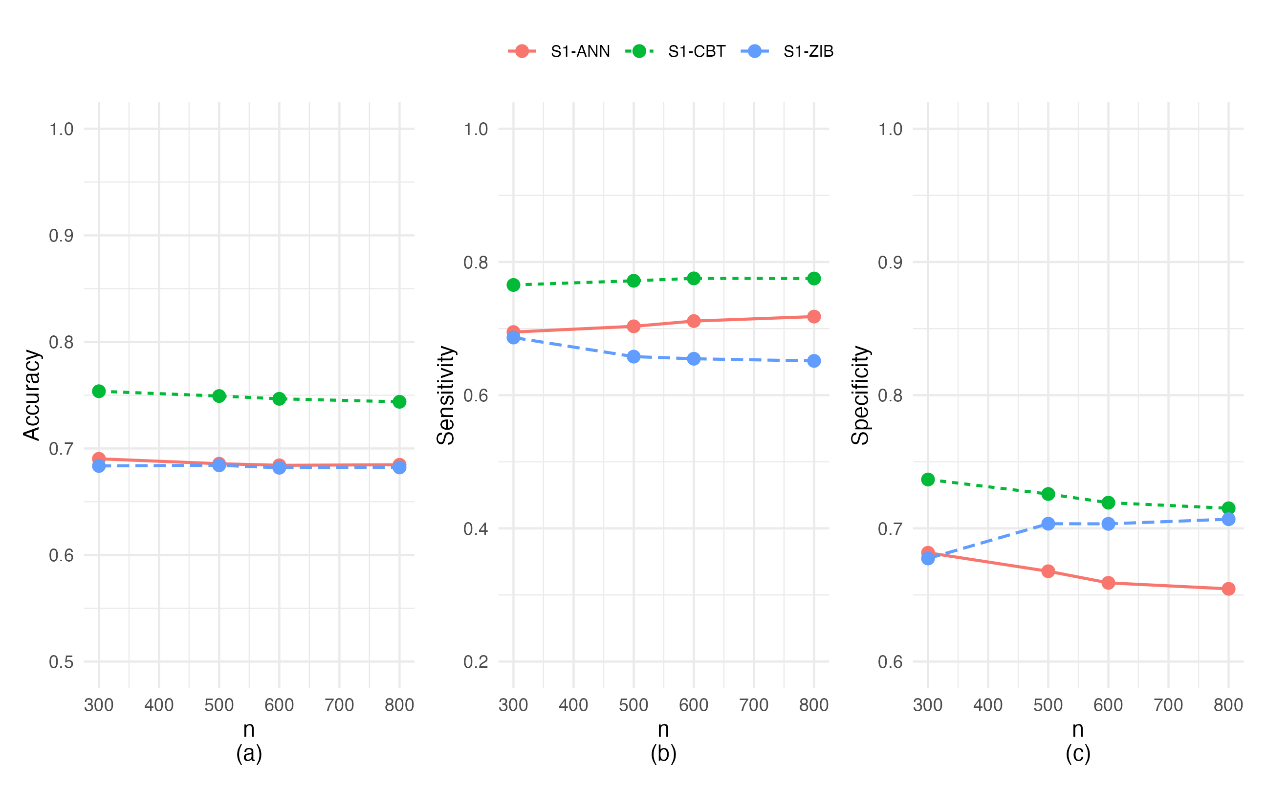 S1-ANN S1-CBT S1-ZIB
Accuracy
1.0
0.9
0.8
0.7
0.6
0.5
300 400 500 600 700 800
n
(a)
Sensitivity
1.0
0.8
0.6
0.4
0.2
300 400 500 600 700 800
n
(b)
Specificity
1.0
0.9
0.8
0.7
0.6
300 400 500 600 700 800
n
(c)